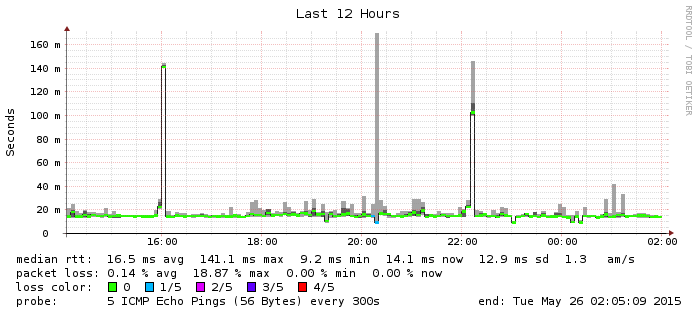 Last 12 Hours
RRDTOOL / TOBI OETIKER
Seconds
160 m
140 m
120 m
100 m
80 m
60 m
40 m
20 m
0
16:00 18:00 20:00 22:00 00:00 02:00
median rtt: 16.5 ms avg 141.1 ms max 9.2 ms min 14.1 ms now 12.9 ms sd 1.3 am/s
packet loss: 0.14 % avg 18.87 % max 0.00 % min 0.00 % now
loss color: 0 1/5 2/5 3/5 4/5
probe: 5 ICMP Echo Pings (56 Bytes) every 300s end: Tue May 26 02:05:09 2015